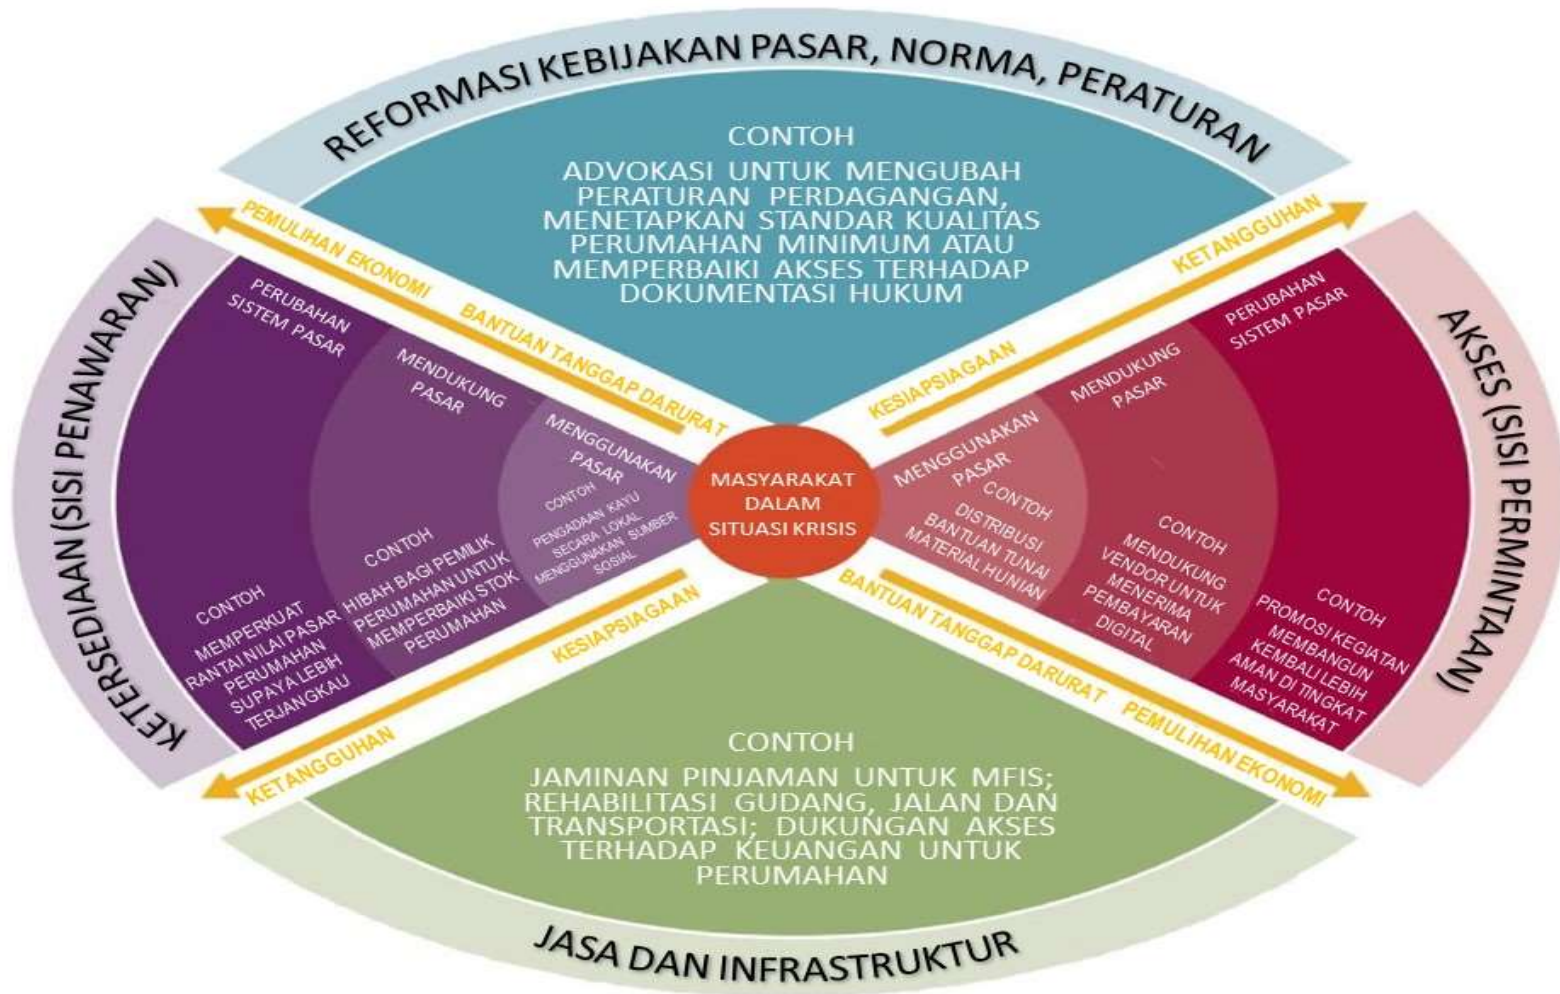 REFORMASI KEBIJAKAN PASAR, NORMA, PERATURAN
CONTOH
ADVOKASI UNTUK MENGUBAH
PERATURAN PERDAGANGAN,
MENETAPKAN STANDAR KUALITAS
PERUMAHAN MINIMUM ATAU
MEMPERBAIKI AKSES TERHADAP
DOKUMENTASI HUKUM
PEMULIHAN EKONOMI
BANTUAN TANGGAP DARURAT
KESIAPSIAGAAN
KETANGGUHAN
KETERSEDIAAN (SISI PENAWARAN)
PERUBAHAN
SISTEM PASAR
CONTOH
MEMPERKUAT
RANTAI NILAI PASAR
PERUMAHAN
SUPAYA LEBIH
TERJANGKAU
MENDUKUNG
PASAR
CONTOH
HIBAH BAGI PEMILIK
PERUMAHAN UNTUK
MEMPERBAIKI STOK
PERUMAHAN
MENGGUNAKAN
PASAR
CONTOH
PENGADAAN KAYU
SECARA LOKAL
MENGGUNAKAN SUMBER
SOSIAL
MASYARAKAT
DALAM
SITUASI KRISIS
MENGGUNAKAN
PASAR
CONTOH
DISTRIBUSI
BANTUAN TUNAI
MATERIAL HUNIAN
MENDUKUNG
PASAR
CONTOH
MENDUKUNG
VENDOR UNTUK
MENERIMA
PEMBAYARAN
DIGITAL
PERUBAHAN
SISTEM PASAR
CONTOH
PROMOSI KEGIATAN
MEMBANGUN
KEMBALI LEBIH
AMAN DI TINGKAT
MASYARAKAT
AKSES (SISI PERMINTAAN)
KESIAPSIAGAAN
KETANGGUHAN
BANTUAN TANGGAP DARURAT
PEMULIHAN EKONOMI
CONTOH
JAMINAN PINJAMAN UNTUK MFIS;
REHABILITASI GUDANG, JALAN DAN
TRANSPORTASI; DUKUNGAN AKSES
TERHADAP KEUANGAN UNTUK
PERUMAHAN
JASA DAN INFRASTRUKTUR